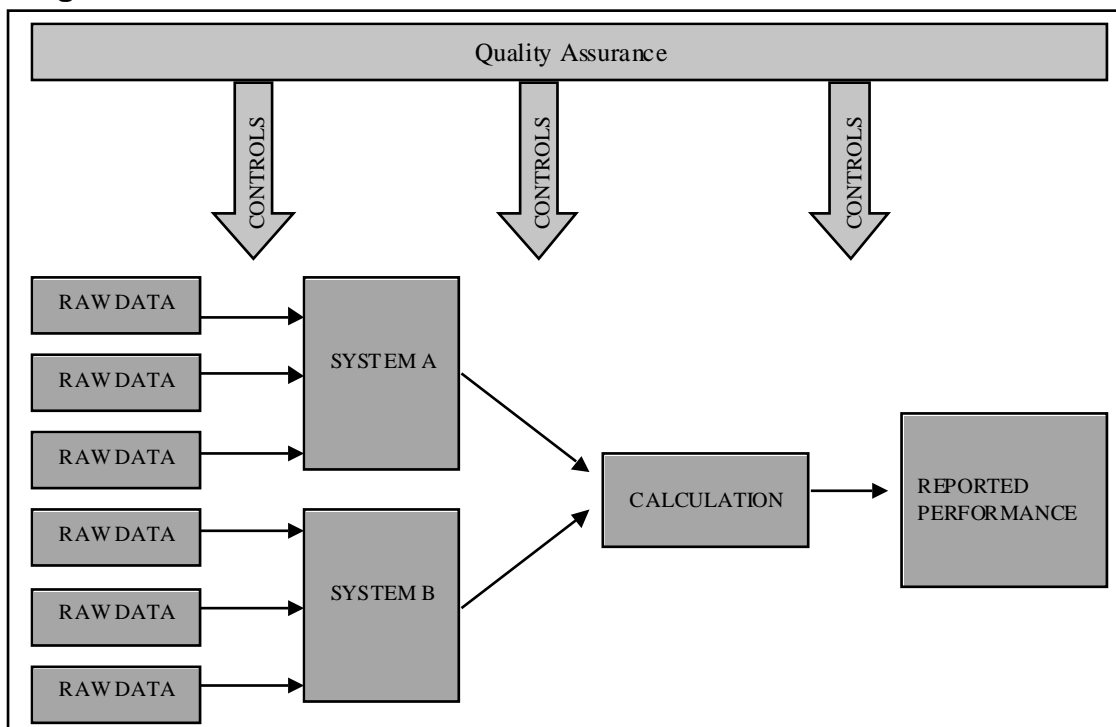 Quality Assurance
CONTROLS
CONTROLS
CONTROLS
RAW DATA
RAW DATA
RAW DATA
RAW DATA
RAW DATA
RAW DATA
SYSTEM A
SYSTEM B
CALCULATION
REPORTED
PERFORMANCE